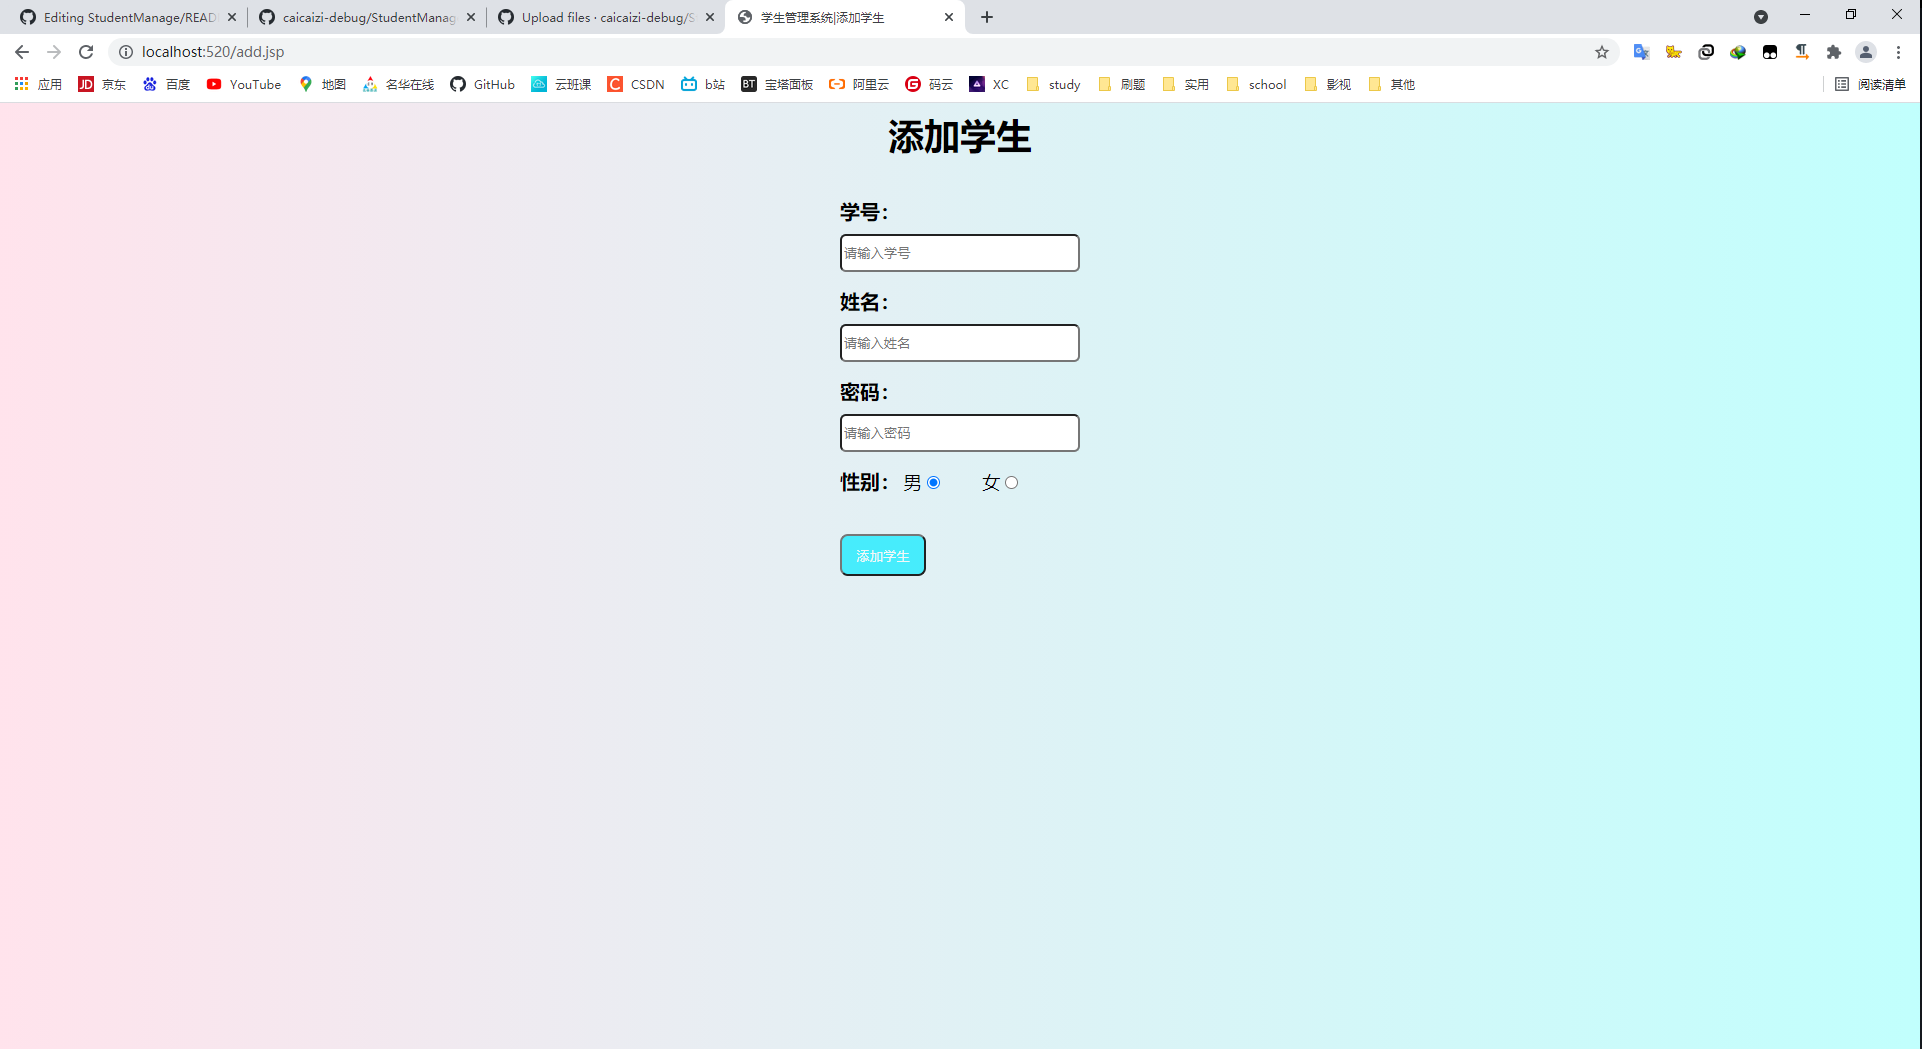 Editing StudentManage/READ
caicaizi-debug/StudentManag
Upload files · caicaizi-debug/S
学生管理系统|添加学生
localhost:520/add.jsp
应用
JD 京东
百度
YouTube
地图
名华在线
GitHub
云班课
C CSDN
b站
BT 宝塔面板
阿里云
G 码云
XC
study
刷题
实用
school
影视
其他
阅读清单
添加学生
学号：
请输入学号
姓名：
请输入姓名
密码：
请输入密码
性别： 男 女
添加学生